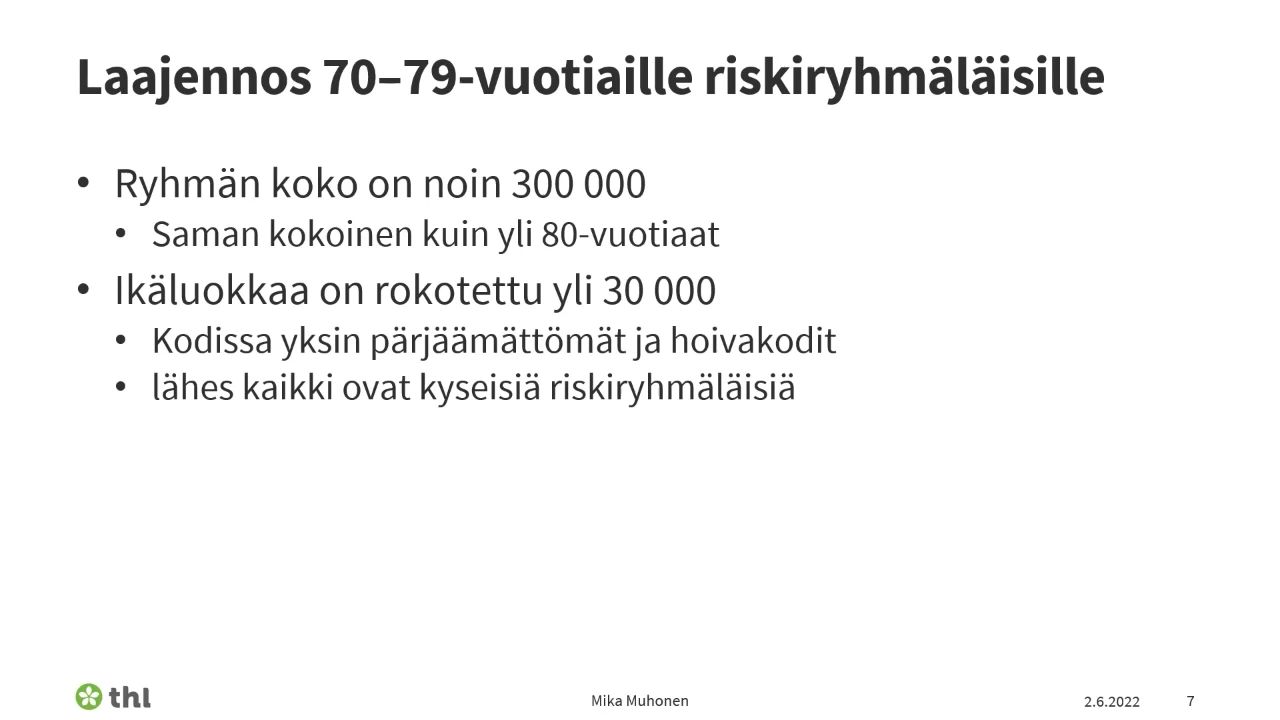 Laajennos 70–79-vuotiaille riskiryhmäläisille
• Ryhmän koko on noin 300 000
• Saman kokoinen kuin yli 80-vuotiaat
• Ikäluokkaa on rokotettu yli 30 000
• Kodissa yksin pärjäämättömät ja hoivakodit
• lähes kaikki ovat kyseisiä riskiryhmäläisiä
thl
Mika Muhonen
2.6.2022
7